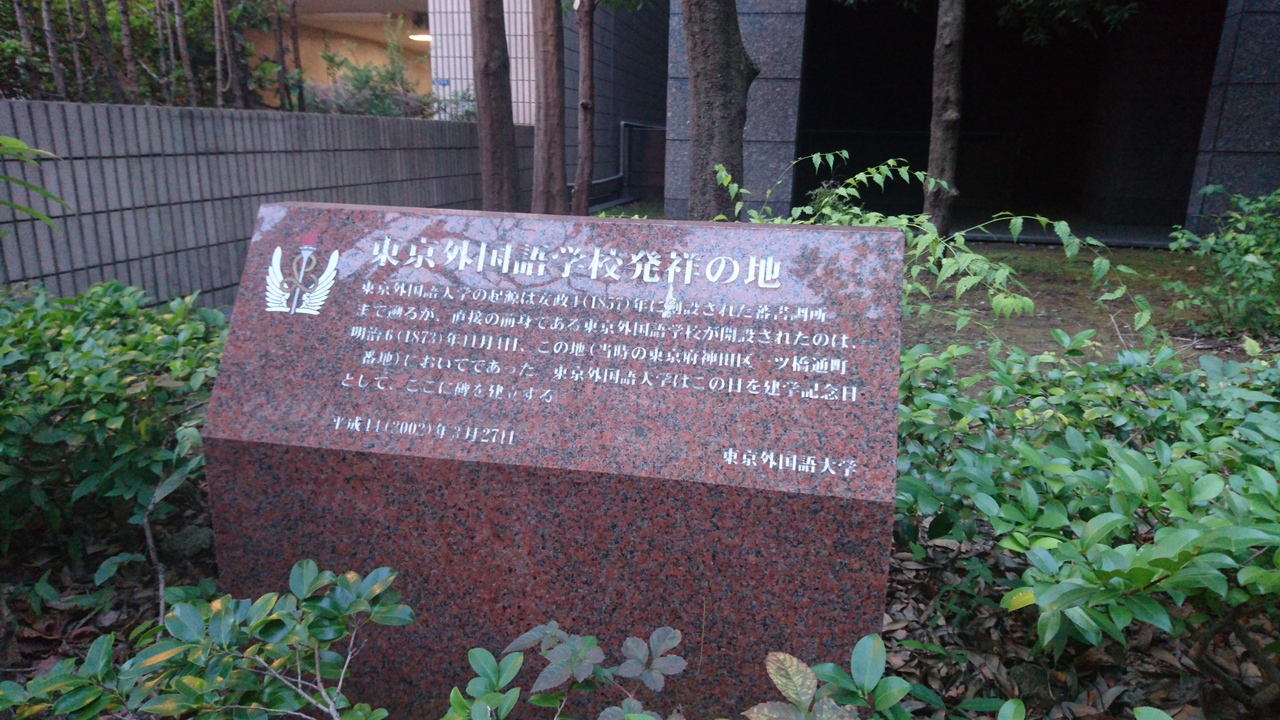 東京外国語学校発祥の地
東京外国語大学の起源は安政4(1857)年に創設された蕃書調所
まで遡るが、直接の前身である東京外国語学校が開設されたのは、
明治6(1873)年11月4日、この地(当時の東京府神田区一ツ橋通町
一番地)においてであった。東京外国語大学はこの日を建学記念日
として、ここに碑を建立する
平成14(2002)年3月27日
東京外国語大学